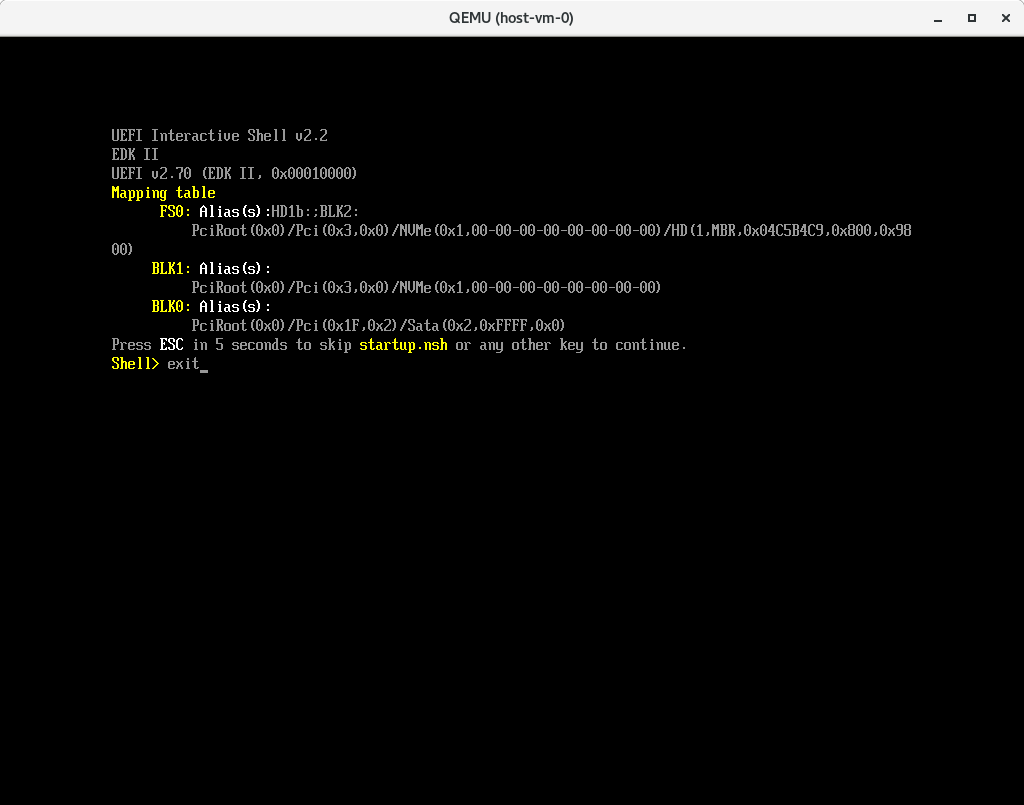 QEMU (host-vm-0)
UEFI Interactive Shell v2.2
EDK II
UEFI v2.70 (EDK II, 0x00010000)
Mapping table
FS0: Alias(s):HD1b:;BLK2:
PciRoot(0x0)/Pci(0x3,0x0)/NVMe(0x1,00-00-00-00-00-00-00-00)/HD(1,MBR,0x04C5B4C9,0x800,0x98
00)
BLK1: Alias(s):
PciRoot(0x0)/Pci(0x3,0x0)/NVMe(0x1,00-00-00-00-00-00-00-00)
BLK0: Alias(s):
PciRoot(0x0)/Pci(0x1F,0x2)/Sata(0x2,0xFFFF,0x0)
Press ESC in 5 seconds to skip startup.nsh or any other key to continue.
Shell> exit_